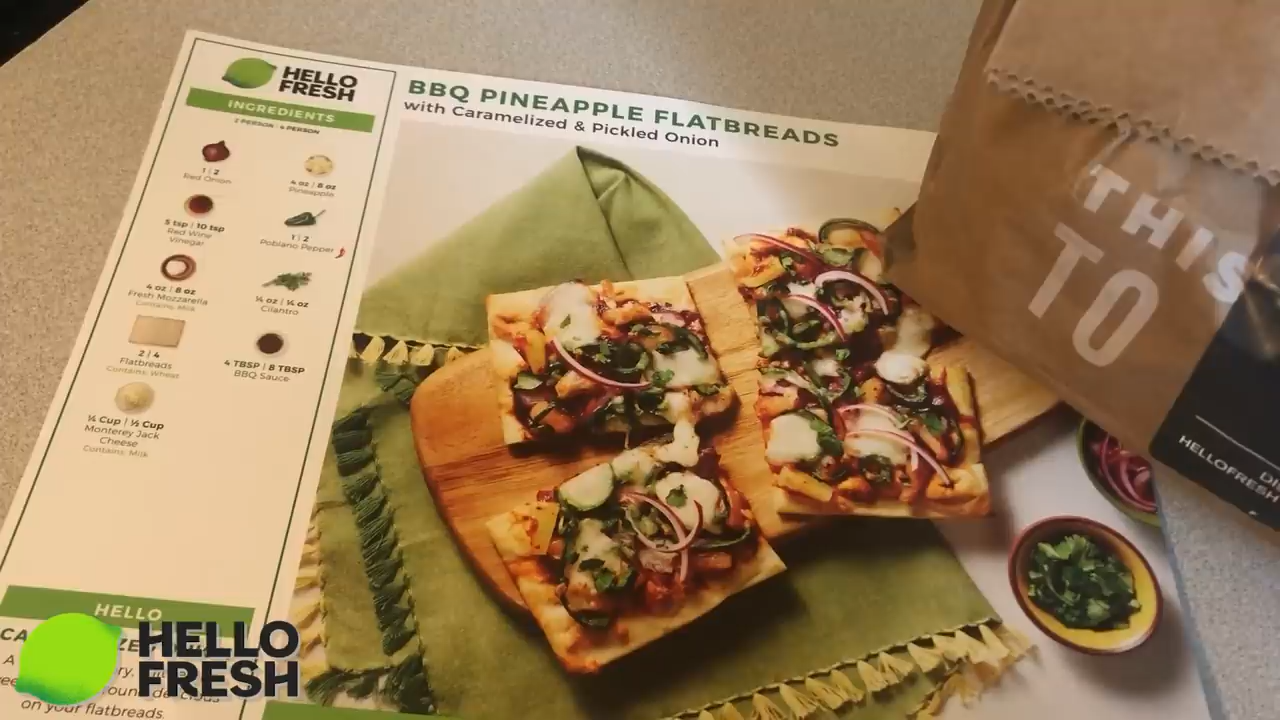 HELLO
FRESH
INGREDIENTS
2 PERSON | 4 PERSON
1 | 2
Red Onion
4 oz | 8 oz
Pineapple
5 tsp | 10 tsp
Red Wine
Vinegar
1 | 2
Poblano Pepper
4 oz | 8 oz
Fresh Mozzarella
Contains: Milk
¼ oz | ¼ oz
Cilantro
2 | 4
Flatbreads
Contains: Wheat
4 TBSP | 8 TBSP
BBQ Sauce
¼ Cup | ½ Cup
Monterey Jack
Cheese
Contains: Milk
BBQ PINEAPPLE FLATBREADS
with Caramelized & Pickled Onion
THIS
TO
HELLOFRESH
HELLO
on your flatbreads.
HELLO
FRESH